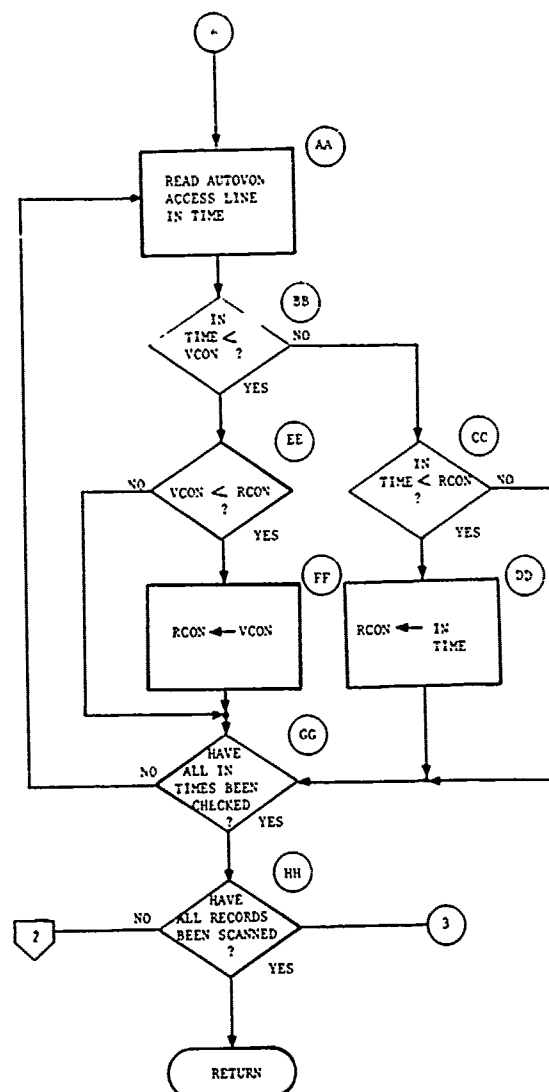 AA
READ AUTOVON
ACCESS LINE
IN TIME
BB
IN
TIME <
VCON ?
NO
YES
EE
CC
NO
VCON < RCON
?
YES
IN
TIME < RCON
?
NO
YES
FF
DD
RCON ← VCON
RCON ← IN
TIME
GG
HAVE
ALL IN
TIMES BEEN
CHECKED
?
NO
YES
HH
HAVE
ALL RECORDS
BEEN SCANNED
?
NO
2
3
YES
RETURN